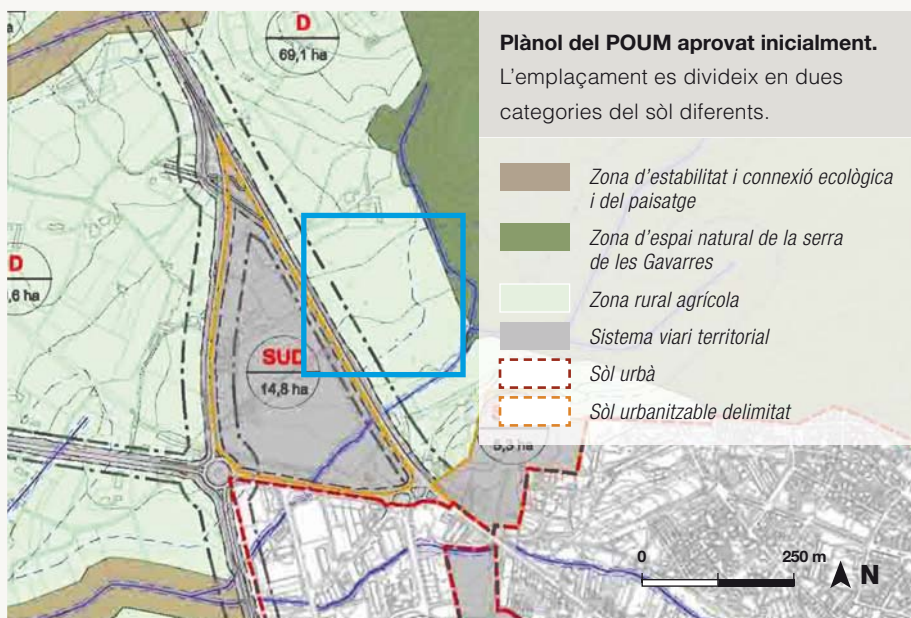 D
69,1 ha
Plànol del POUM aprovat inicialment.
L’emplaçament es divideix en dues
categories del sòl diferents.
Zona d’estabilitat i connexió ecològica
i del paisatge
Zona d’espai natural de la serra
de les Gavarres
Zona rural agrícola
Sistema viari territorial
Sòl urbà
Sòl urbanitzable delimitat
D
,6 ha
SUD
14,8 ha
5,3 ha
0
250 m
N